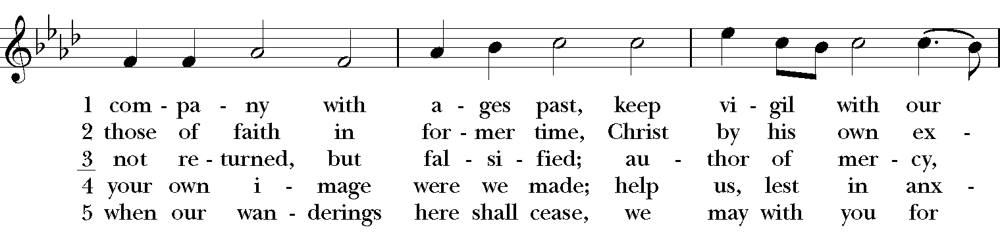 1 com - pa - ny with a - ges past, keep vi - gil with our
2 those of faith in for - mer time, Christ by his own ex -
3 not re - turned, but fal - si - fied; au - thor of mer - cy,
4 your own i - mage were we made; help us, lest in anx -
5 when our wan - derings here shall cease, we may with you for